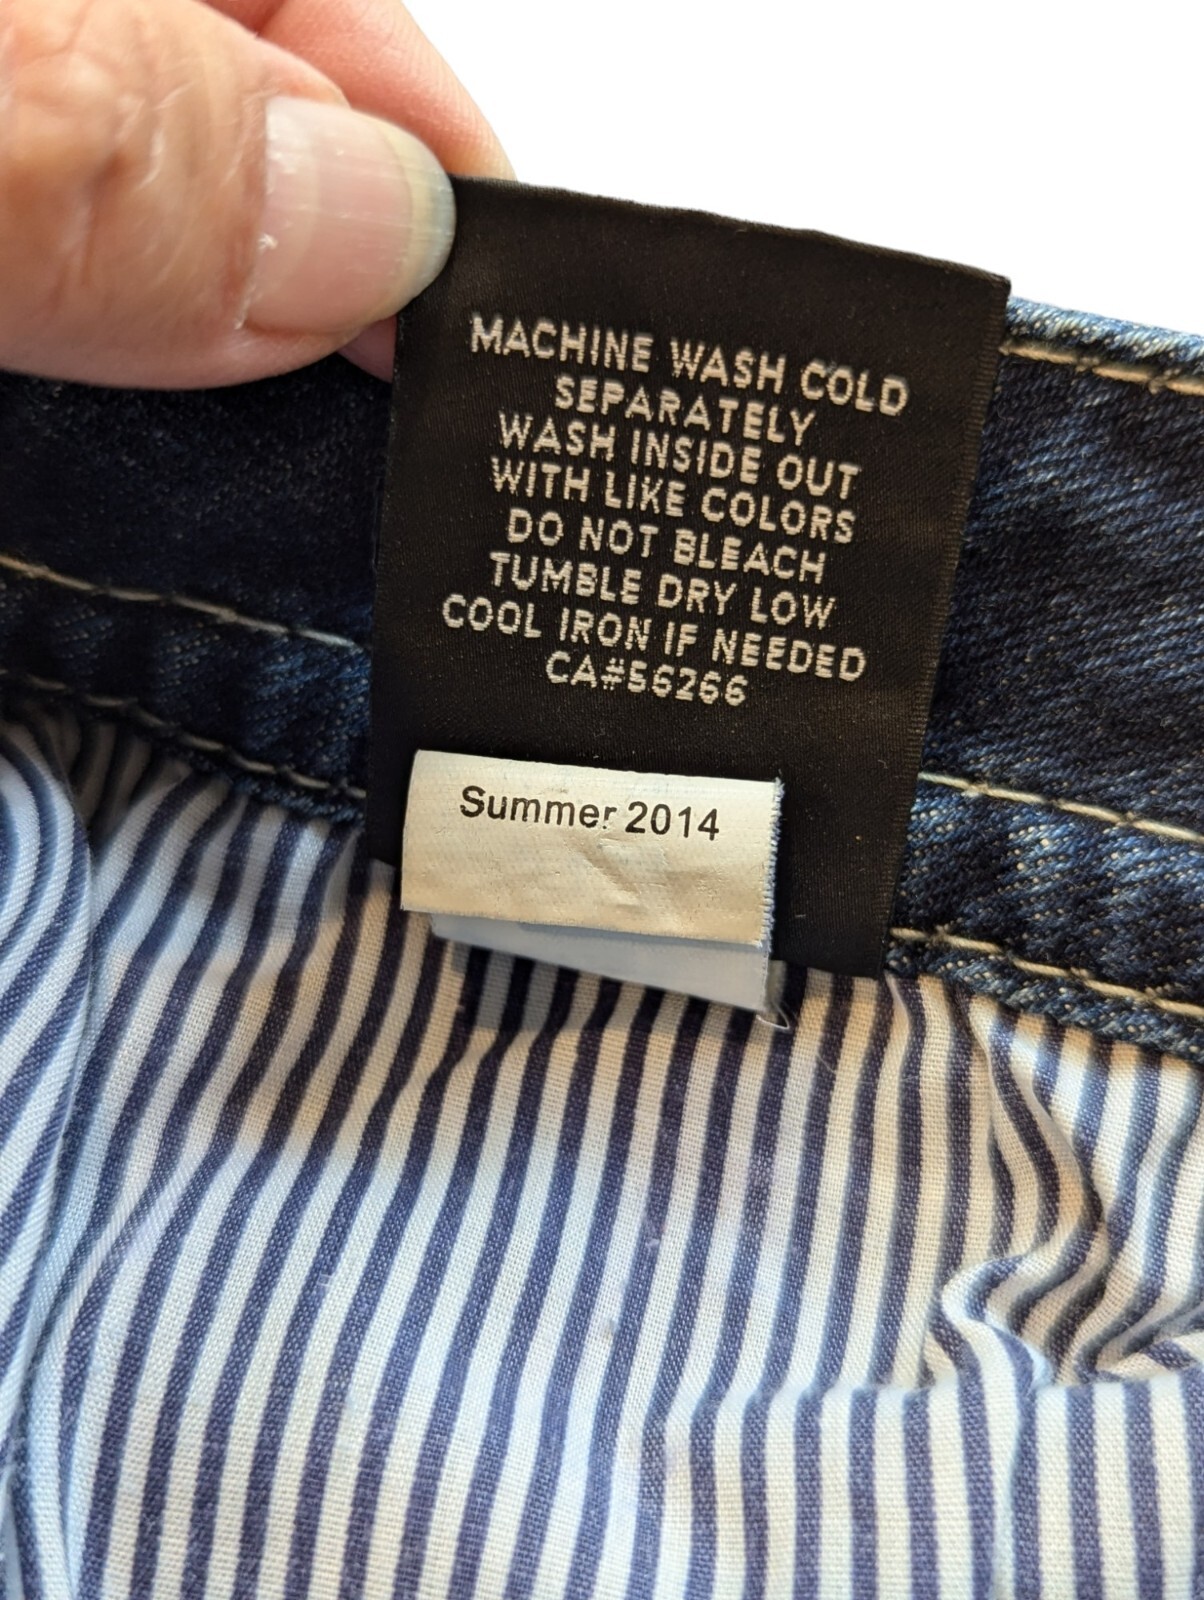 MACHINE WASH COLD
SEPARATELY
WASH INSIDE OUT
WITH LIKE COLORS
DO NOT BLEACH
TUMBLE DRY LOW
COOL IRON IF NEEDED
CA#56266
Summer 2014